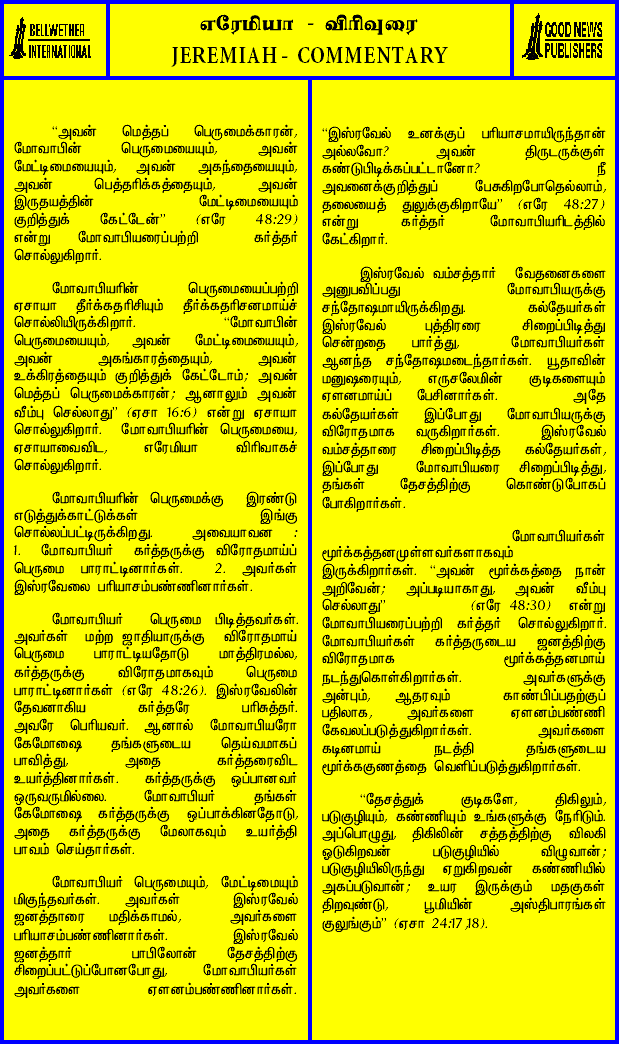 BELLWETHER
INTERNATIONAL
எரேமியா - விரிவுரை
JEREMIAH - COMMENTARY
GOOD NEWS
PUBLISHERS
"அவன் மெத்தப் பெருமைக்காரன்,
மோவாபின் பெருமையையும், அவன்
மேட்டிமையையும், அவன் அகந்தையையும்,
அவன் பெத்தரிக்கத்தையும், அவன்
இருதயத்தின் மேட்டிமையையும்
குறித்துக் கேட்டேன்" (எரே 48:29)
என்று மோவாபியரைப்பற்றி கர்த்தர்
சொல்லுகிறார்.
மோவாபியரின் பெருமையைப்பற்றி
ஏசாயா தீர்க்கதரிசியும் தீர்க்கதரிசனமாய்ச்
சொல்லியிருக்கிறார். "மோவாபின்
பெருமையையும், அவன் மேட்டிமையையும்,
அவன் அகங்காரத்தையும், அவன்
உக்கிரத்தையும் குறித்துக் கேட்டோம்; அவன்
மெத்தப் பெருமைக்காரன்; ஆனாலும் அவன்
வீம்பு செல்லாது" (ஏசா 16:6) என்று ஏசாயா
சொல்லுகிறார். மோவாபியரின் பெருமையை,
ஏசாயாவைவிட, எரேமியா விரிவாகச்
சொல்லுகிறார்.
மோவாபியரின் பெருமைக்கு இரண்டு
எடுத்துக்காட்டுக்கள் இங்கு
சொல்லப்பட்டிருக்கிறது. அவையாவன :
1. மோவாபியர் கர்த்தருக்கு விரோதமாய்ப்
பெருமை பாராட்டினார்கள். 2. அவர்கள்
இஸ்ரவேலை பரியாசம்பண்ணினார்கள்.
மோவாபியர் பெருமை பிடித்தவர்கள்.
அவர்கள் மற்ற ஜாதியாருக்கு விரோதமாய்
பெருமை பாராட்டியதோடு மாத்திரமல்ல,
கர்த்தருக்கு விரோதமாகவும் பெருமை
பாராட்டினார்கள் (எரே 48:26). இஸ்ரவேலின்
தேவனாகிய கர்த்தரே பரிசுத்தர்.
அவரே பெரியவர். ஆனால் மோவாபியரோ
கேமோஷை தங்களுடைய தெய்வமாகப்
பாவித்து, அதை கர்த்தரைவிட
உயர்த்தினார்கள். கர்த்தருக்கு ஒப்பானவர்
ஒருவருமில்லை. மோவாபியர் தங்கள்
கேமோஷை கர்த்தருக்கு ஒப்பாக்கினதோடு,
அதை கர்த்தருக்கு மேலாகவும் உயர்த்தி
பாவம் செய்தார்கள்.
மோவாபியர் பெருமையும், மேட்டிமையும்
மிகுந்தவர்கள். அவர்கள் இஸ்ரவேல்
ஜனத்தாரை மதிக்காமல், அவர்களை
பரியாசம்பண்ணினார்கள். இஸ்ரவேல்
ஜனத்தார் பாபிலோன் தேசத்திற்கு
சிறைப்பட்டுப்போனபோது, மோவாபியர்கள்
அவர்களை ஏளனம்பண்ணினார்கள்.
"இஸ்ரவேல் உனக்குப் பரியாசமாயிருந்தான்
அல்லவோ? அவன் திருடருக்குள்
கண்டுபிடிக்கப்பட்டானோ? நீ
அவனைக்குறித்துப் பேசுகிறபோதெல்லாம்,
தலையைத் துலுக்குகிறாயே" (எரே 48:27)
என்று கர்த்தர் மோவாபியரிடத்தில்
கேட்கிறார்.
இஸ்ரவேல் வம்சத்தார் வேதனைகளை
அனுபவிப்பது மோவாபியருக்கு
சந்தோஷமாயிருக்கிறது. கல்தேயர்கள்
இஸ்ரவேல் புத்திரரை சிறைப்பிடித்து
சென்றதை பார்த்து, மோவாபியர்கள்
ஆனந்த சந்தோஷமடைந்தார்கள். யூதாவின்
மனுஷரையும், எருசலேமின் குடிகளையும்
ஏளனமாய்ப் பேசினார்கள். அதே
கல்தேயர்கள் இப்போது மோவாபியருக்கு
விரோதமாக வருகிறார்கள். இஸ்ரவேல்
வம்சத்தாரை சிறைப்பிடித்த கல்தேயர்கள்,
இப்போது மோவாபியரை சிறைப்பிடித்து,
தங்கள் தேசத்திற்கு கொண்டுபோகப்
போகிறார்கள்.
மோவாபியர்கள்
மூர்க்கத்தனமுள்ளவர்களாகவும்
இருக்கிறார்கள். "அவன் மூர்க்கத்தை நான்
அறிவேன்; அப்படியாகாது, அவன் வீம்பு
செல்லாது" (எரே 48:30) என்று
மோவாபியரைப்பற்றி கர்த்தர் சொல்லுகிறார்.
மோவாபியர்கள் கர்த்தருடைய ஜனத்திற்கு
விரோதமாக மூர்க்கத்தனமாய்
நடந்துகொள்கிறார்கள். அவர்களுக்கு
அன்பும், ஆதரவும் காண்பிப்பதற்குப்
பதிலாக, அவர்களை ஏளனம்பண்ணி
கேவலப்படுத்துகிறார்கள். அவர்களை
கடினமாய் நடத்தி தங்களுடைய
மூர்க்ககுணத்தை வெளிப்படுத்துகிறார்கள்.
"தேசத்துக் குடிகளே, திகிலும்,
படுகுழியும், கண்ணியும் உங்களுக்கு நேரிடும்.
அப்பொழுது, திகிலின் சத்தத்திற்கு விலகி
ஓடுகிறவன் படுகுழியில் விழுவான்;
படுகுழியிலிருந்து ஏறுகிறவன் கண்ணியில்
அகப்படுவான்; உயர இருக்கும் மதகுகள்
திறவுண்டு, பூமியின் அஸ்திபாரங்கள்
குலுங்கும்" (ஏசா 24:17,18).